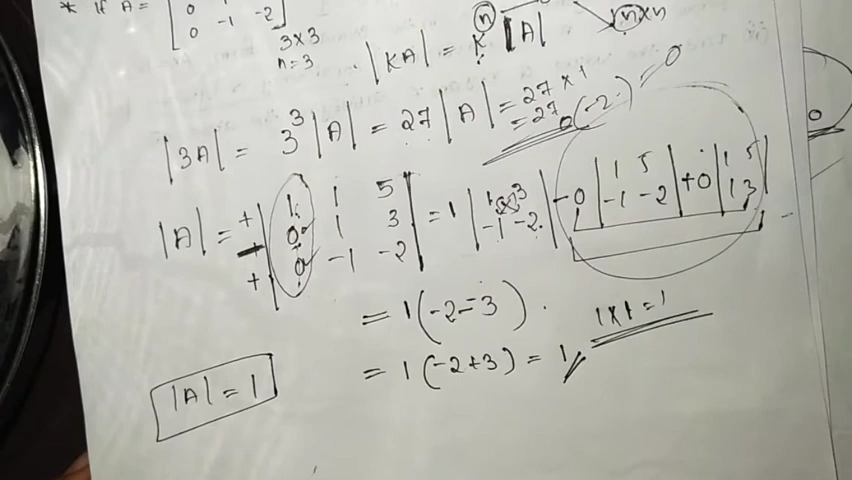 * If A = [
0
0 -1 -2 ]
3×3
n=3
|KA| = Kⁿ |A| n×n
|3A| = 3³ |A| = 27 |A| = 27 × 1
= 27
(-2) = 0
0
|A| = + | 1 1 5 | = 1 | 1 3 | - 0 | 1 5 | + 0 | 1 5 |
- | 0 1 3 | | -1 -2 | | -1 -2 | | 1 3 |
+ | 0 -1 -2 |
= 1(-2--3). 1×1=1
= 1(-2+3) = 1
|A| = 1